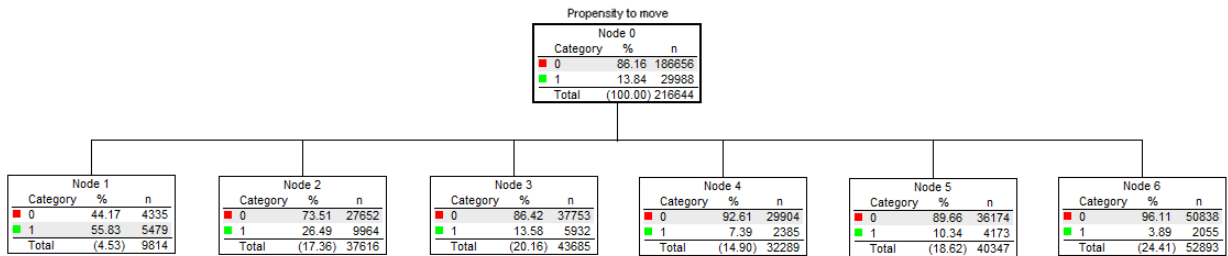 Propensity to move
Node 0
Category % n
0 86.16 186656
1 13.84 29988
Total (100.00) 216644
Node 1
Category % n
0 44.17 4335
1 55.83 5479
Total (4.53) 9814
Node 2
Category % n
0 73.51 27652
1 26.49 9964
Total (17.36) 37616
Node 3
Category % n
0 86.42 37753
1 13.58 5932
Total (20.16) 43685
Node 4
Category % n
0 92.61 29904
1 7.39 2385
Total (14.90) 32289
Node 5
Category % n
0 89.66 36174
1 10.34 4173
Total (18.62) 40347
Node 6
Category % n
0 96.11 50838
1 3.89 2055
Total (24.41) 52893